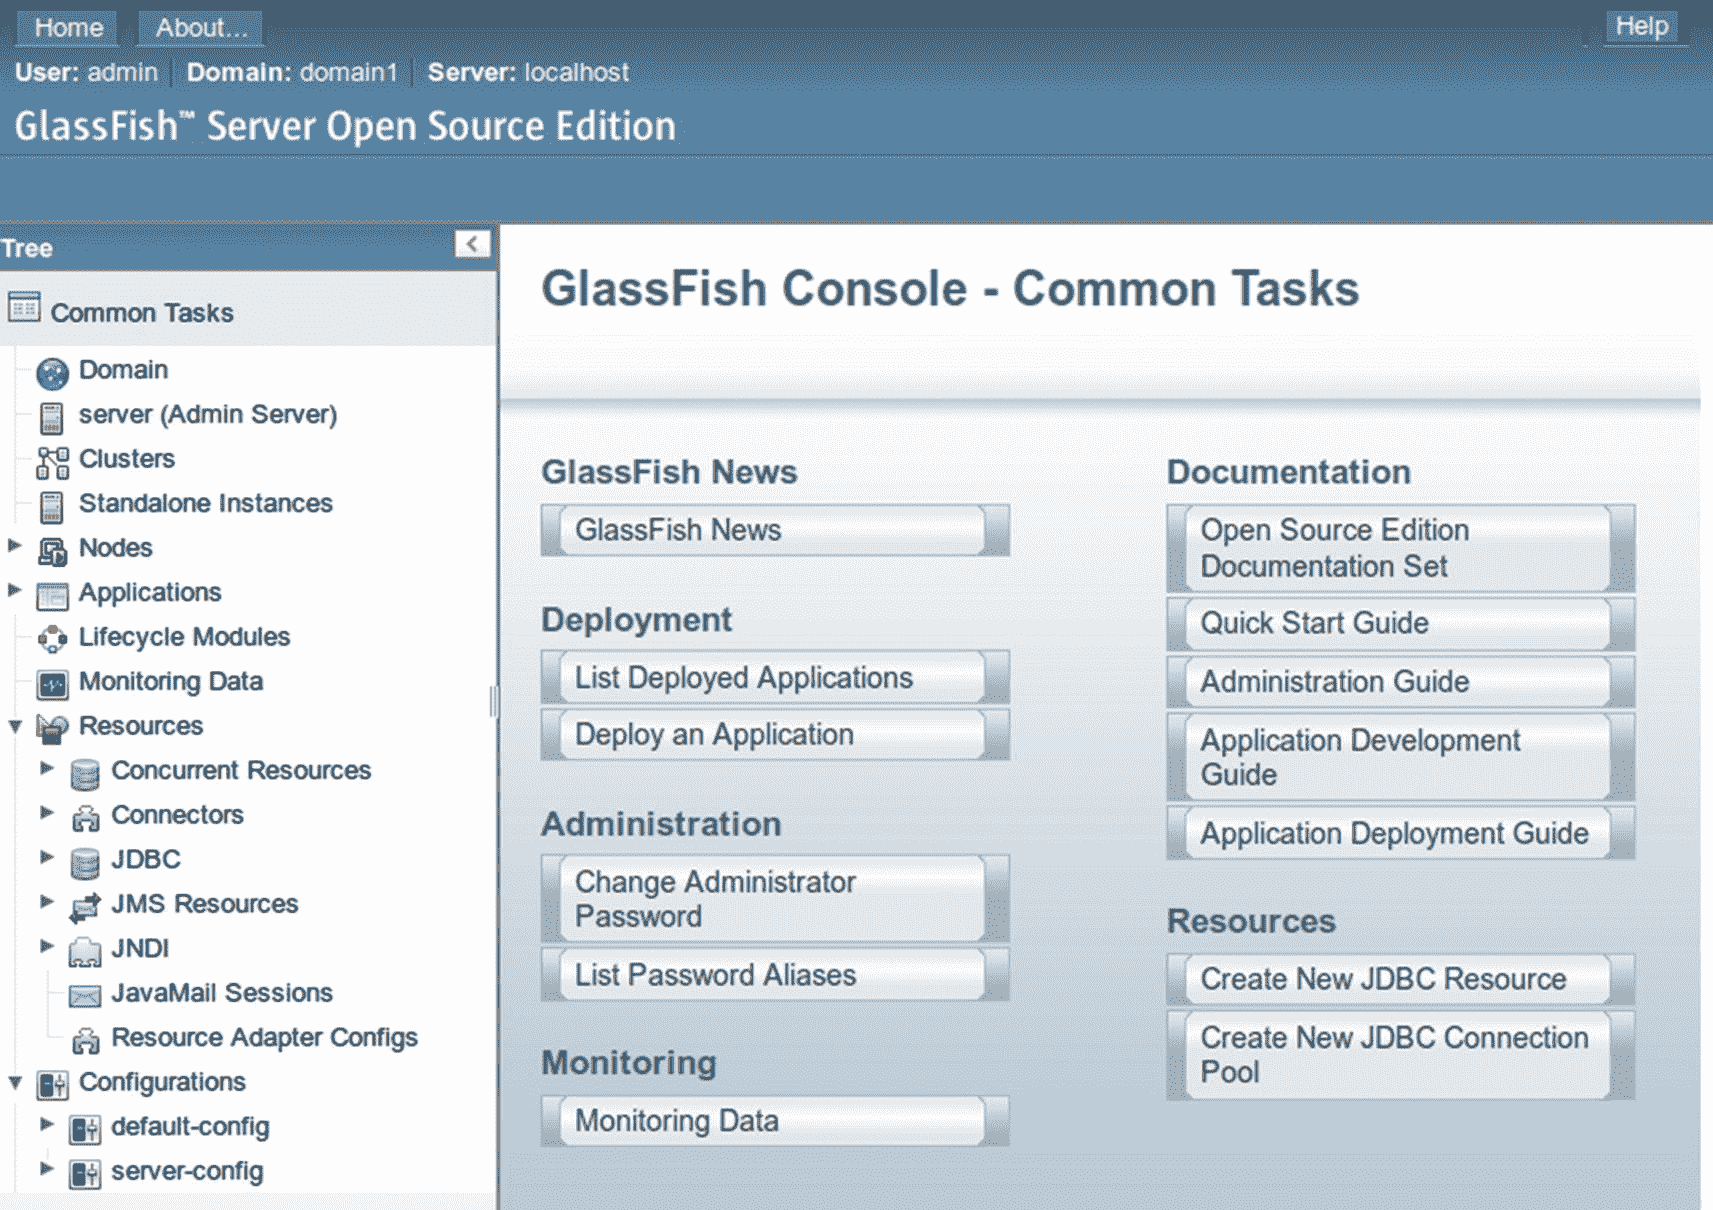 Home About... Help
User: admin Domain: domain1 Server: localhost
GlassFish™ Server Open Source Edition
Tree
Common Tasks
Domain
server (Admin Server)
Clusters
Standalone Instances
Nodes
Applications
Lifecycle Modules
Monitoring Data
Resources
Concurrent Resources
Connectors
JDBC
JMS Resources
JNDI
JavaMail Sessions
Resource Adapter Configs
Configurations
default-config
server-config
GlassFish Console - Common Tasks
GlassFish News
GlassFish News
Deployment
List Deployed Applications
Deploy an Application
Administration
Change Administrator
Password
List Password Aliases
Monitoring
Monitoring Data
Documentation
Open Source Edition
Documentation Set
Quick Start Guide
Administration Guide
Application Development
Guide
Application Deployment Guide
Resources
Create New JDBC Resource
Create New JDBC Connection
Pool